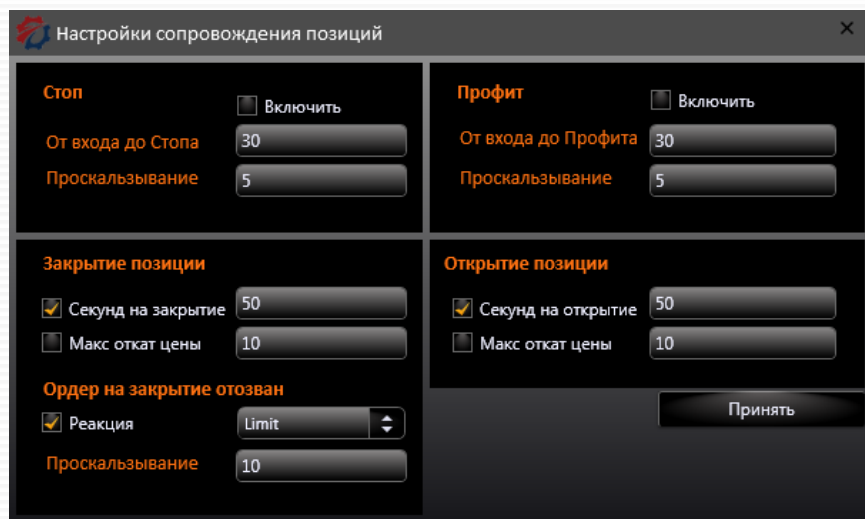 Настройки сопровождения позиций
Стоп
Включить
От входа до Стопа 30
Проскальзывание 5
Профит
Включить
От входа до Профита 30
Проскальзывание 5
Закрытие позиции
Секунд на закрытие 50
Макс откат цены 10
Ордер на закрытие отозван
Реакция Limit
Проскальзывание 10
Открытие позиции
Секунд на открытие 50
Макс откат цены 10
Принять